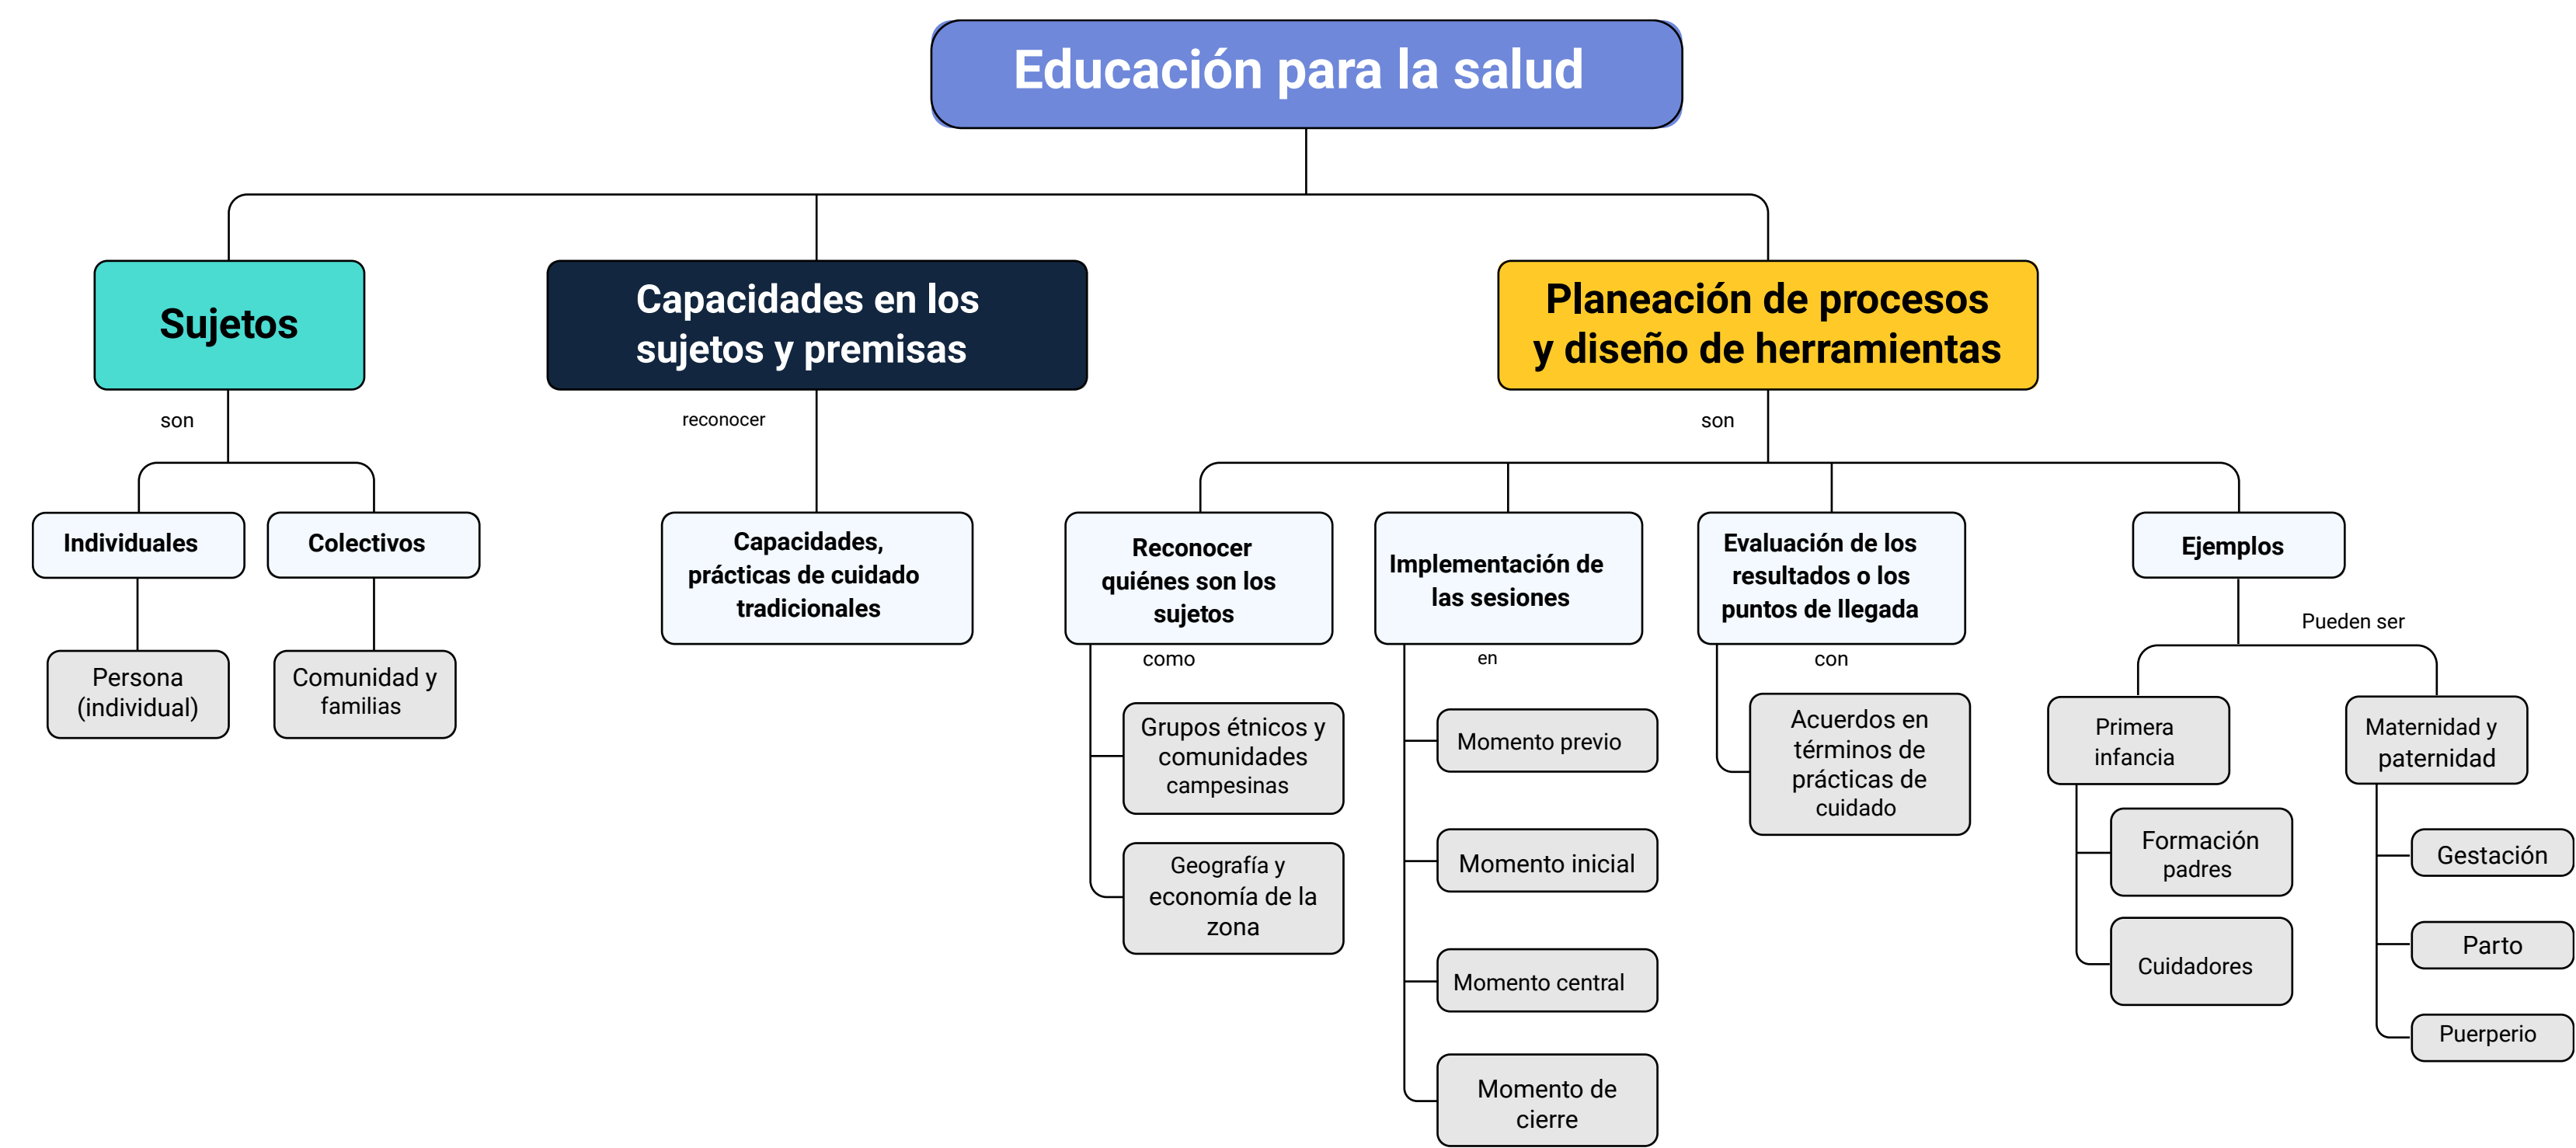 Educación para la salud
Sujetos
Capacidades en los
sujetos y premisas
Planeación de procesos
y diseño de herramientas
son
reconocer
son
Individuales
Colectivos
Capacidades,
prácticas de cuidado
tradicionales
Reconocer
quiénes son los
sujetos
Implementación de
las sesiones
Evaluación de los
resultados o los
puntos de llegada
Ejemplos
Persona
(individual)
Comunidad y
familias
como
en
con
Pueden ser
Grupos étnicos y
comunidades
campesinas
Geografía y
economía de la
zona
Momento previo
Momento inicial
Momento central
Momento de
cierre
Acuerdos en
términos de
prácticas de
cuidado
Primera
infancia
Formación
padres
Cuidadores
Maternidad y
paternidad
Gestación
Parto
Puerperio